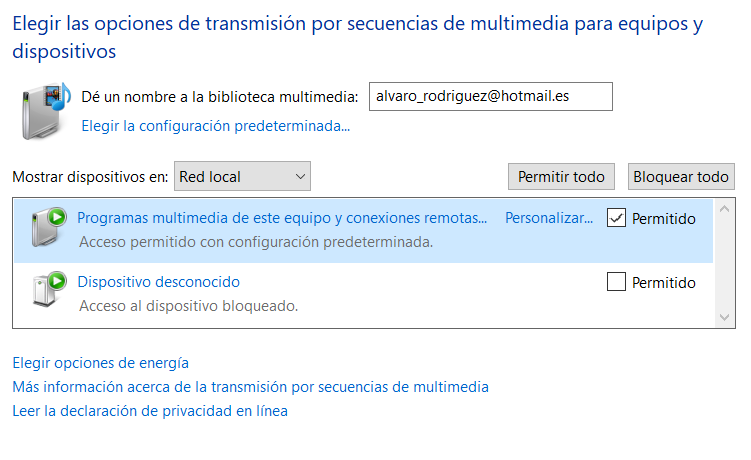 Elegir las opciones de transmisión por secuencias de multimedia para equipos y
dispositivos
Dé un nombre a la biblioteca multimedia: alvaro_rodriguez@hotmail.es
Elegir la configuración predeterminada...
Mostrar dispositivos en: Red local Permitir todo Bloquear todo
Programas multimedia de este equipo y conexiones remotas... Personalizar... Permitido
Acceso permitido con configuración predeterminada.
Dispositivo desconocido Permitido
Acceso al dispositivo bloqueado.
Elegir opciones de energía
Más información acerca de la transmisión por secuencias de multimedia
Leer la declaración de privacidad en línea